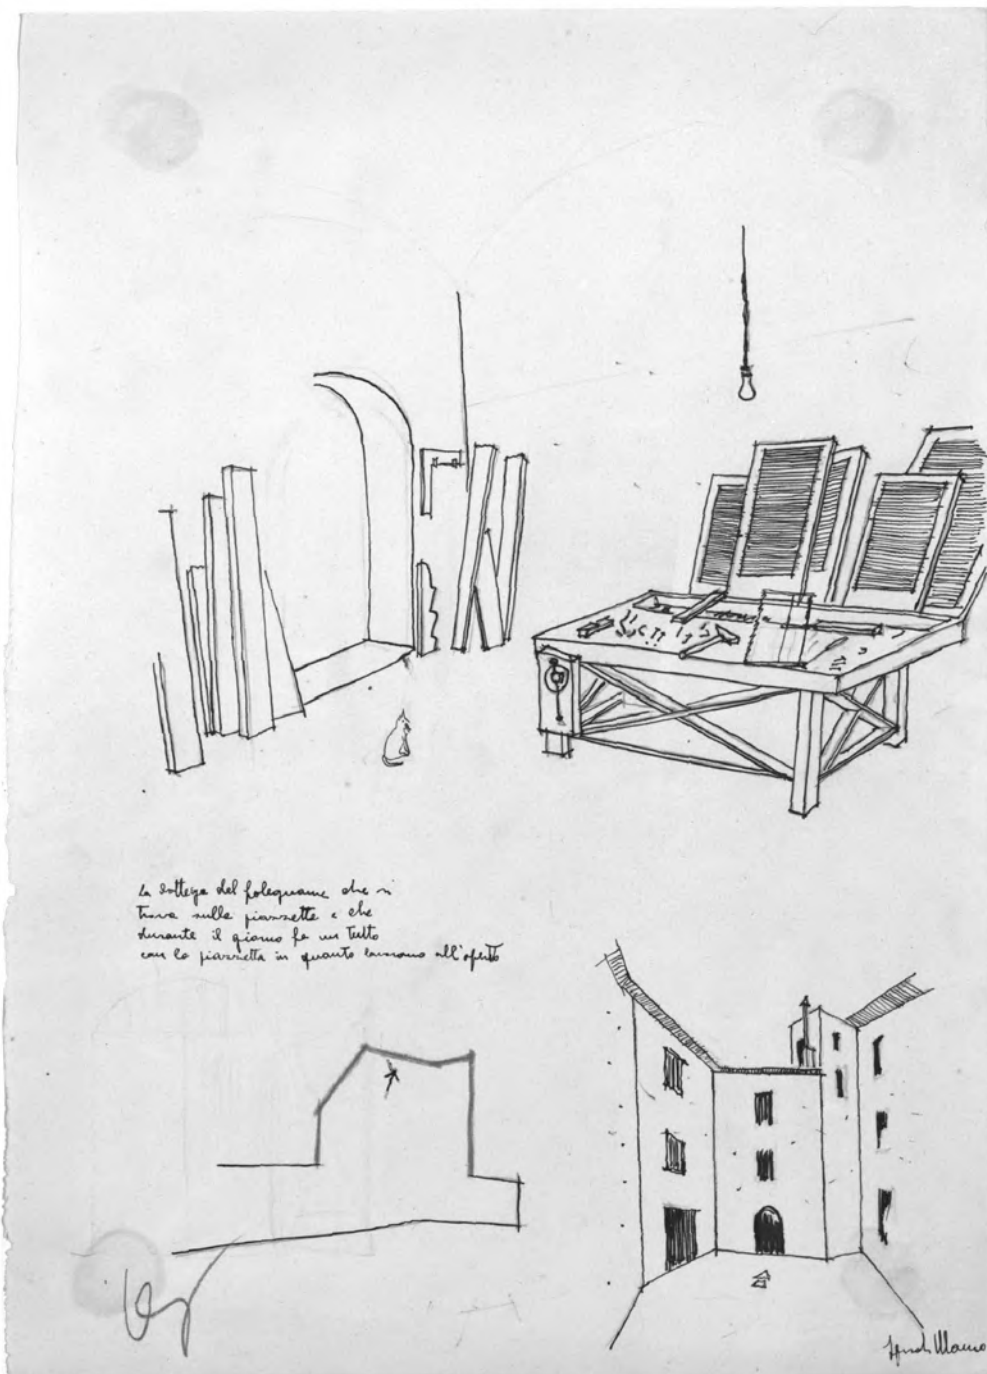 la bottega del falegname che si
trova sulla piazzetta e che
durante il giorno fa un tutto
con la piazzetta in quanto lavorano all'aperto